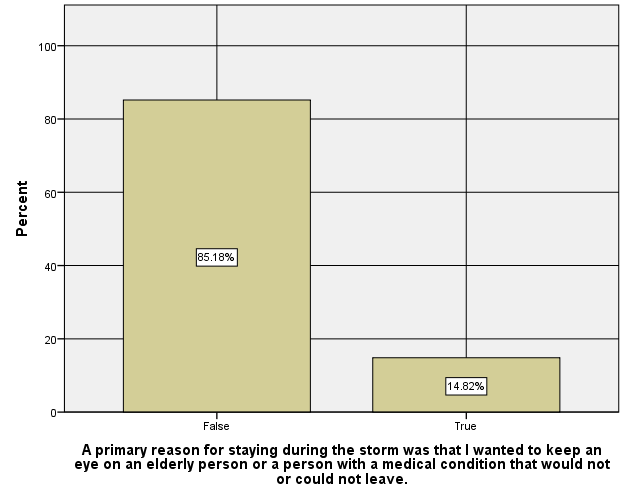 100
80
60
40
20
0
Percent
85.18%
14.82%
False
True
A primary reason for staying during the storm was that I wanted to keep an
eye on an elderly person or a person with a medical condition that would not
or could not leave.